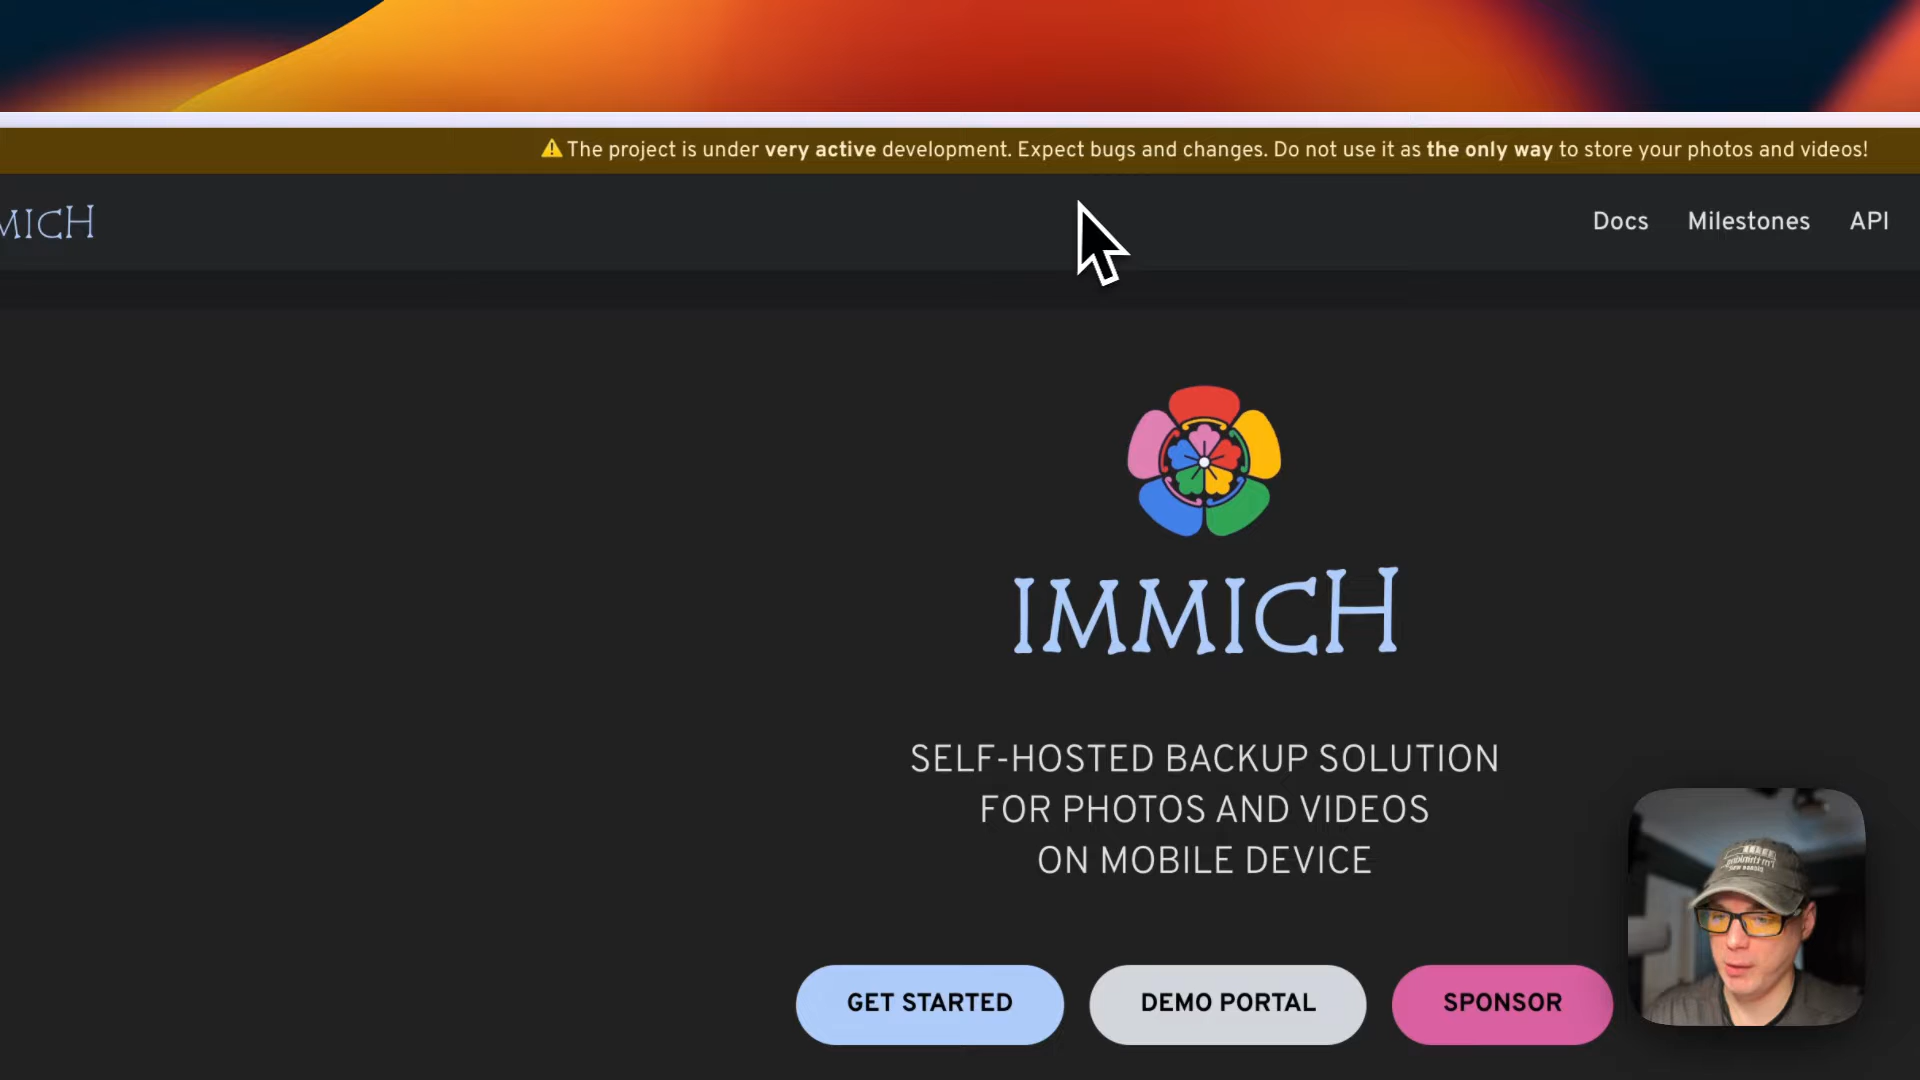 ⚠️ The project is under very active development. Expect bugs and changes. Do not use it as the only way to store your photos and videos!
MICH
Docs Milestones API
IMMICH
SELF-HOSTED BACKUP SOLUTION
FOR PHOTOS AND VIDEOS
ON MOBILE DEVICE
GET STARTED
DEMO PORTAL
SPONSOR